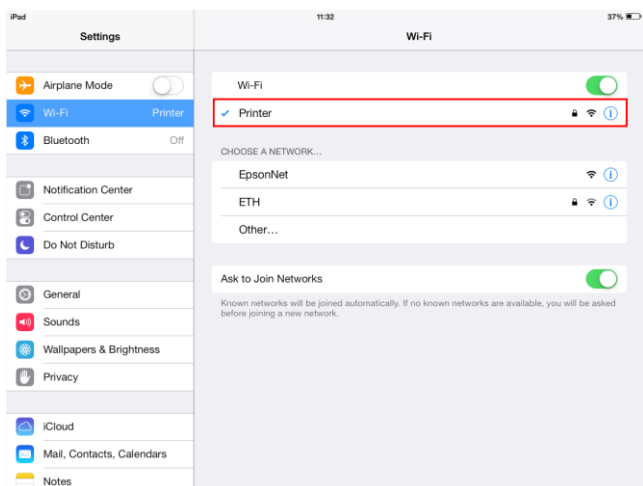 iPad 11:32 37%
Settings
Wi-Fi
Airplane Mode
Wi-Fi Printer
Bluetooth Off
Notification Center
Control Center
Do Not Disturb
General
Sounds
Wallpapers & Brightness
Privacy
iCloud
Mail, Contacts, Calendars
Notes
Wi-Fi
Printer
CHOOSE A NETWORK...
EpsonNet
ETH
Other...
Ask to Join Networks
Known networks will be joined automatically. If no known networks are available, you will be asked
before joining a new network.